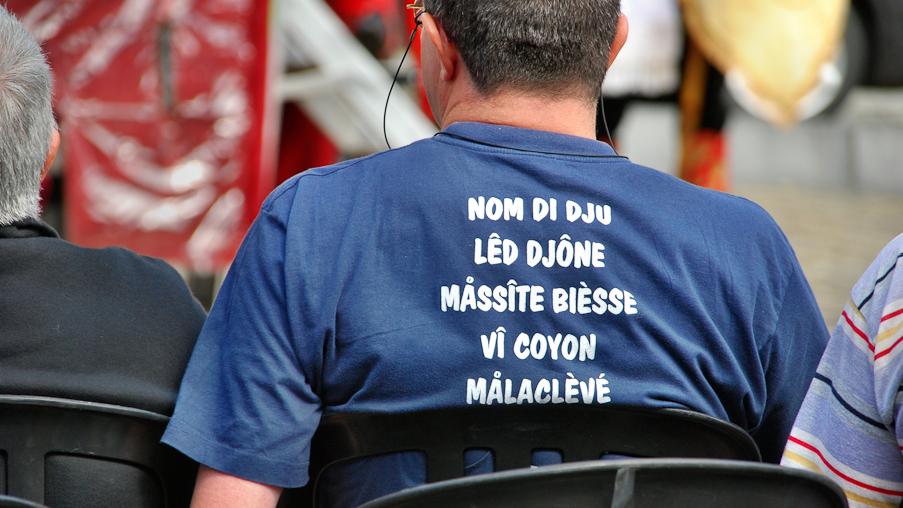 NOM DI DJU
LÊD DJÔNE
MÅSSÎTE BIÈSSE
VÎ COYON
MÅLACLÈVÉ